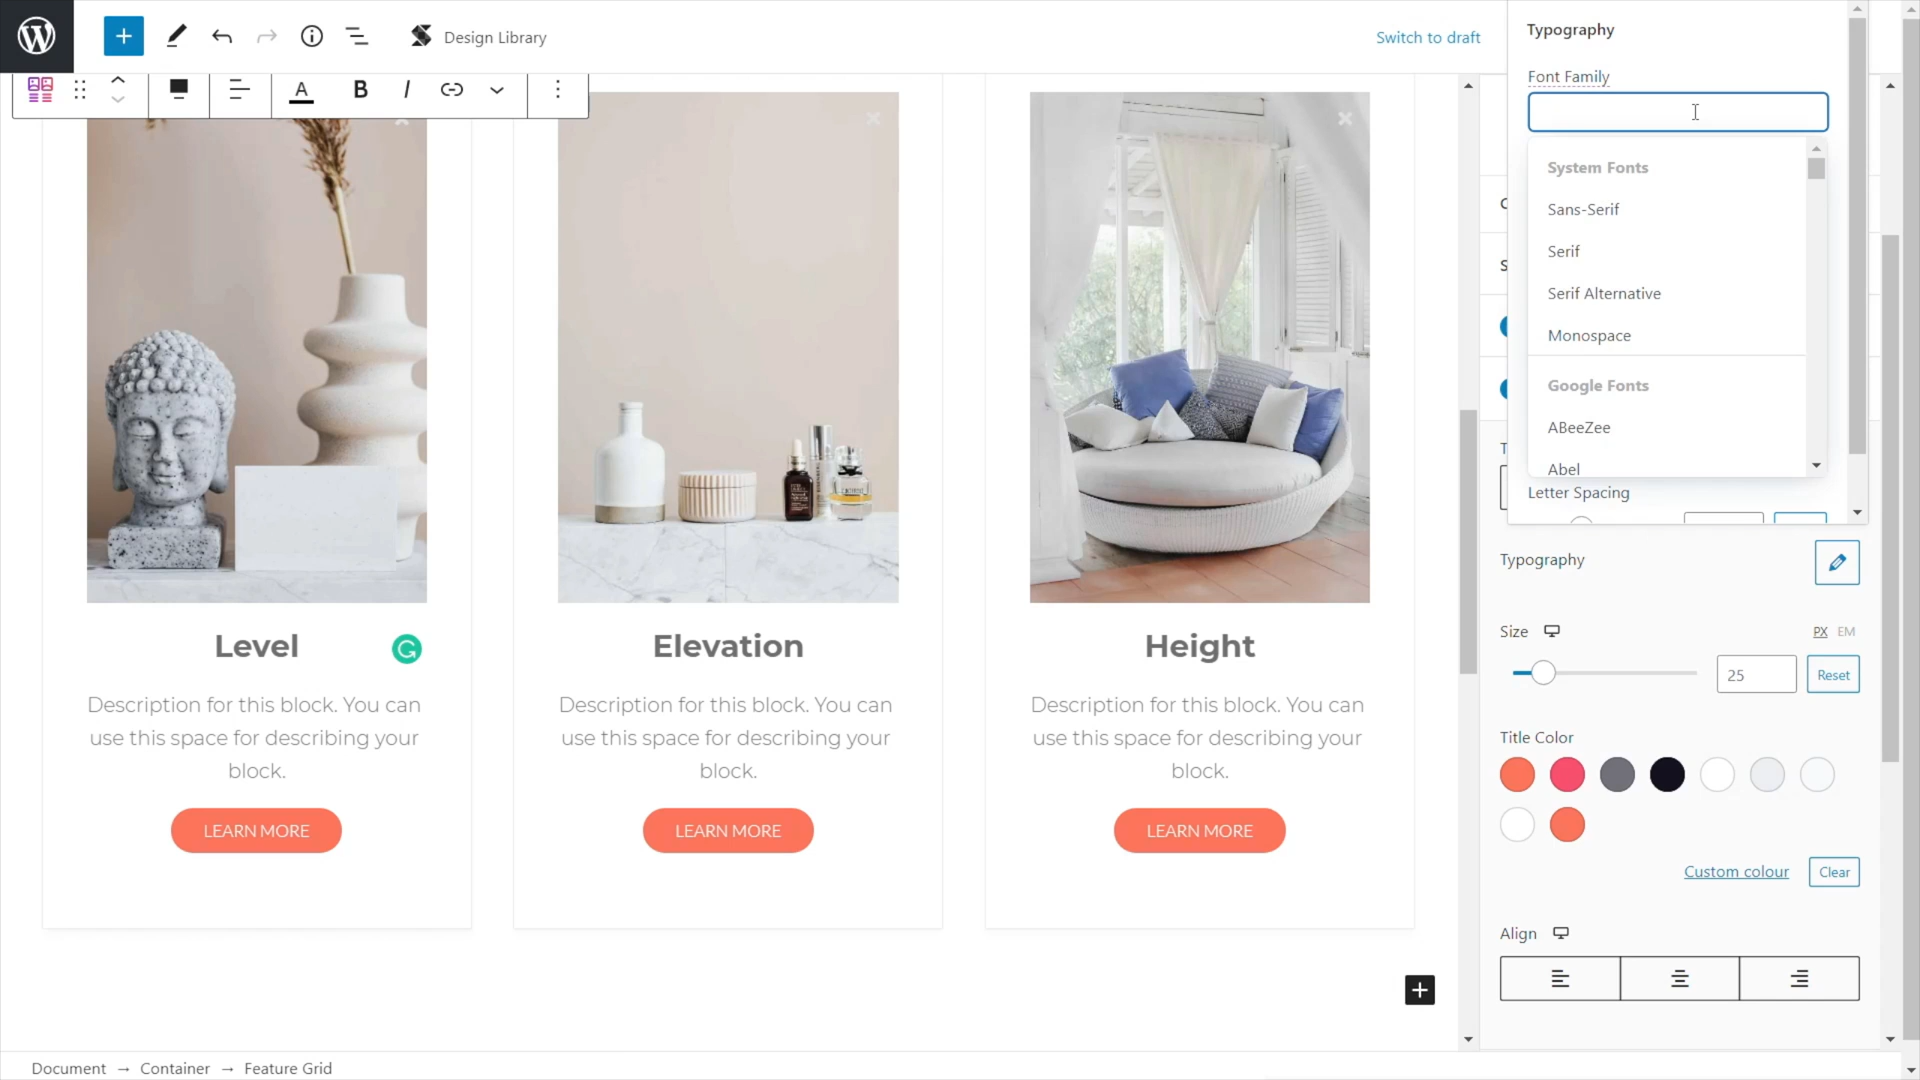 Design Library
Switch to draft
Typography
Font Family
System Fonts
Sans-Serif
Serif
Serif Alternative
Monospace
Google Fonts
ABeeZee
Abel
Letter Spacing
A
B
I
Level
Elevation
Height
Description for this block. You can
use this space for describing your
block.
Description for this block. You can
use this space for describing your
block.
Description for this block. You can
use this space for describing your
block.
LEARN MORE
LEARN MORE
LEARN MORE
Typography
Size
PX EM
25
Reset
Title Color
Custom colour
Clear
Align
Document → Container → Feature Grid